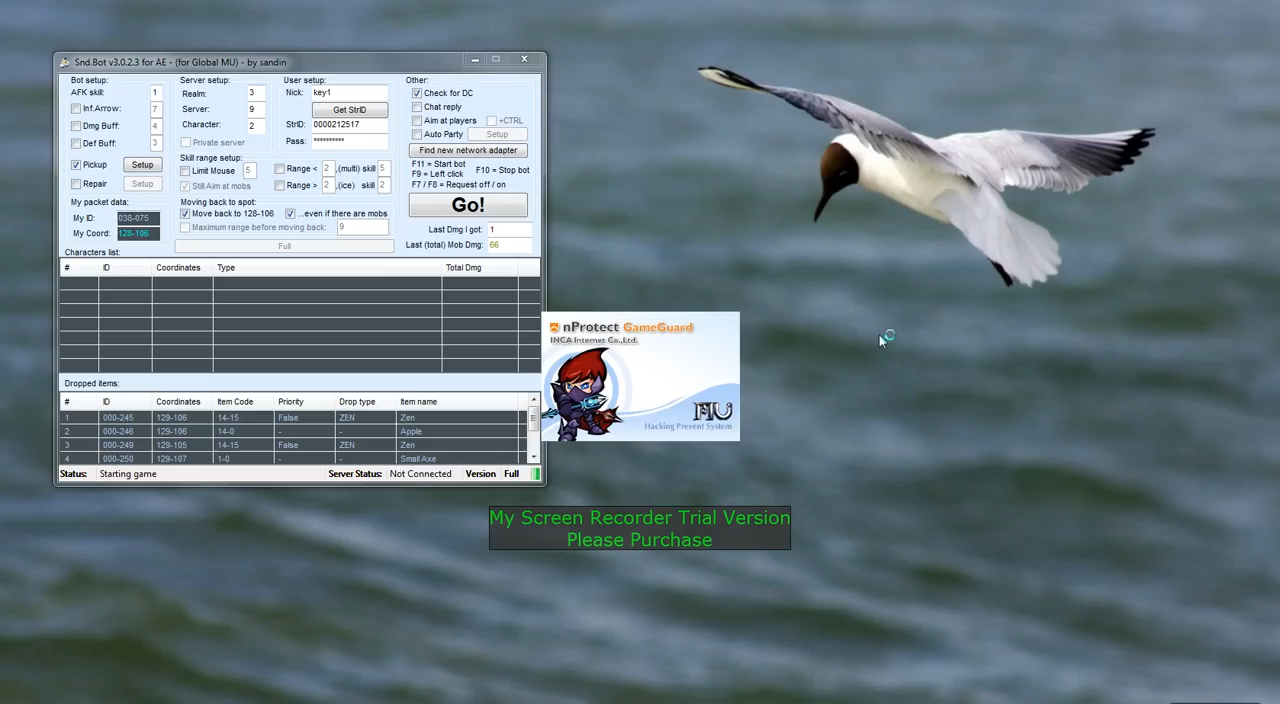 Snd.Bot v3.0.2.3 for AE - (for Global MU) - by sandin
Bot setup:
AFK skill: 1
Inf.Arrow: 7
Dmg Buff: 4
Def Buff: 3
Pickup Setup
Repair Setup
My packet data:
My ID: 038-075
My Coord: 128-106
Server setup:
Realm: 3
Server: 9
Character: 2
Private server
Skill range setup:
Limit Mouse 5
Still Aim at mobs
Range < 2 ,(multi) skill 5
Range > 2 ,(ice) skill 2
Moving back to spot:
Move back to 128-106 ...even if there are mobs
Maximum range before moving back: 9
Full
User setup:
Nick: key1
Get StrID
StrID: 0000212517
Pass: **********
Other:
Check for DC
Chat reply
Aim at players +CTRL
Auto Party Setup
Find new network adapter
F11 = Start bot
F9 = Left click F10 = Stop bot
F7 / F8 = Request off / on
Go!
Last Dmg I got: 1
Last (total) Mob Dmg: 66
Characters list:
# ID Coordinates Type Total Dmg
Dropped items:
# ID Coordinates Item Code Priority Drop type Item name
1 000-245 129-106 14-15 False ZEN Zen
2 000-246 129-106 14-0 - - Apple
3 000-249 129-105 14-15 False ZEN Zen
4 000-250 129-107 1-0 - - Small Axe
Status: Starting game Server Status: Not Connected Version Full
nProtect GameGuard
INCA Internet Co.,Ltd.
MU
Hacking Prevent System
My Screen Recorder Trial Version
Please Purchase